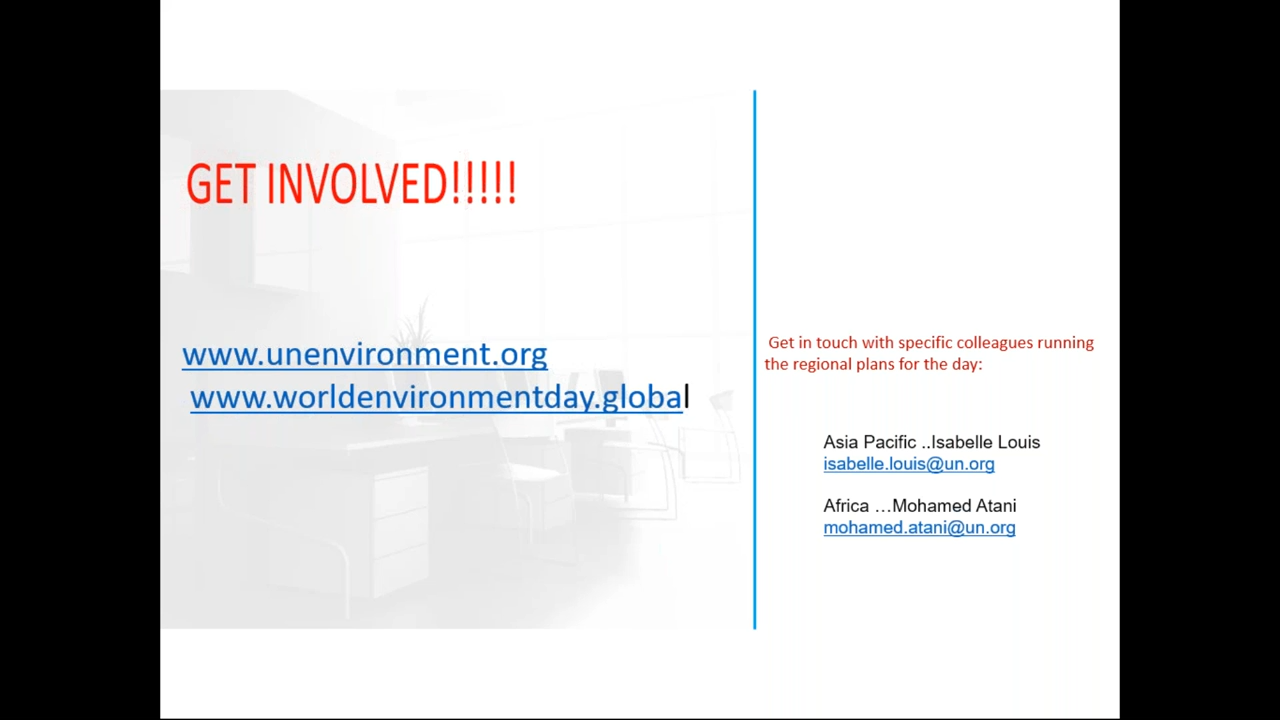 GET INVOLVED!!!!!
www.unenvironment.org
www.worldenvironmentday.global
Get in touch with specific colleagues running
the regional plans for the day:
Asia Pacific ..Isabelle Louis
isabelle.louis@un.org
Africa …Mohamed Atani
mohamed.atani@un.org